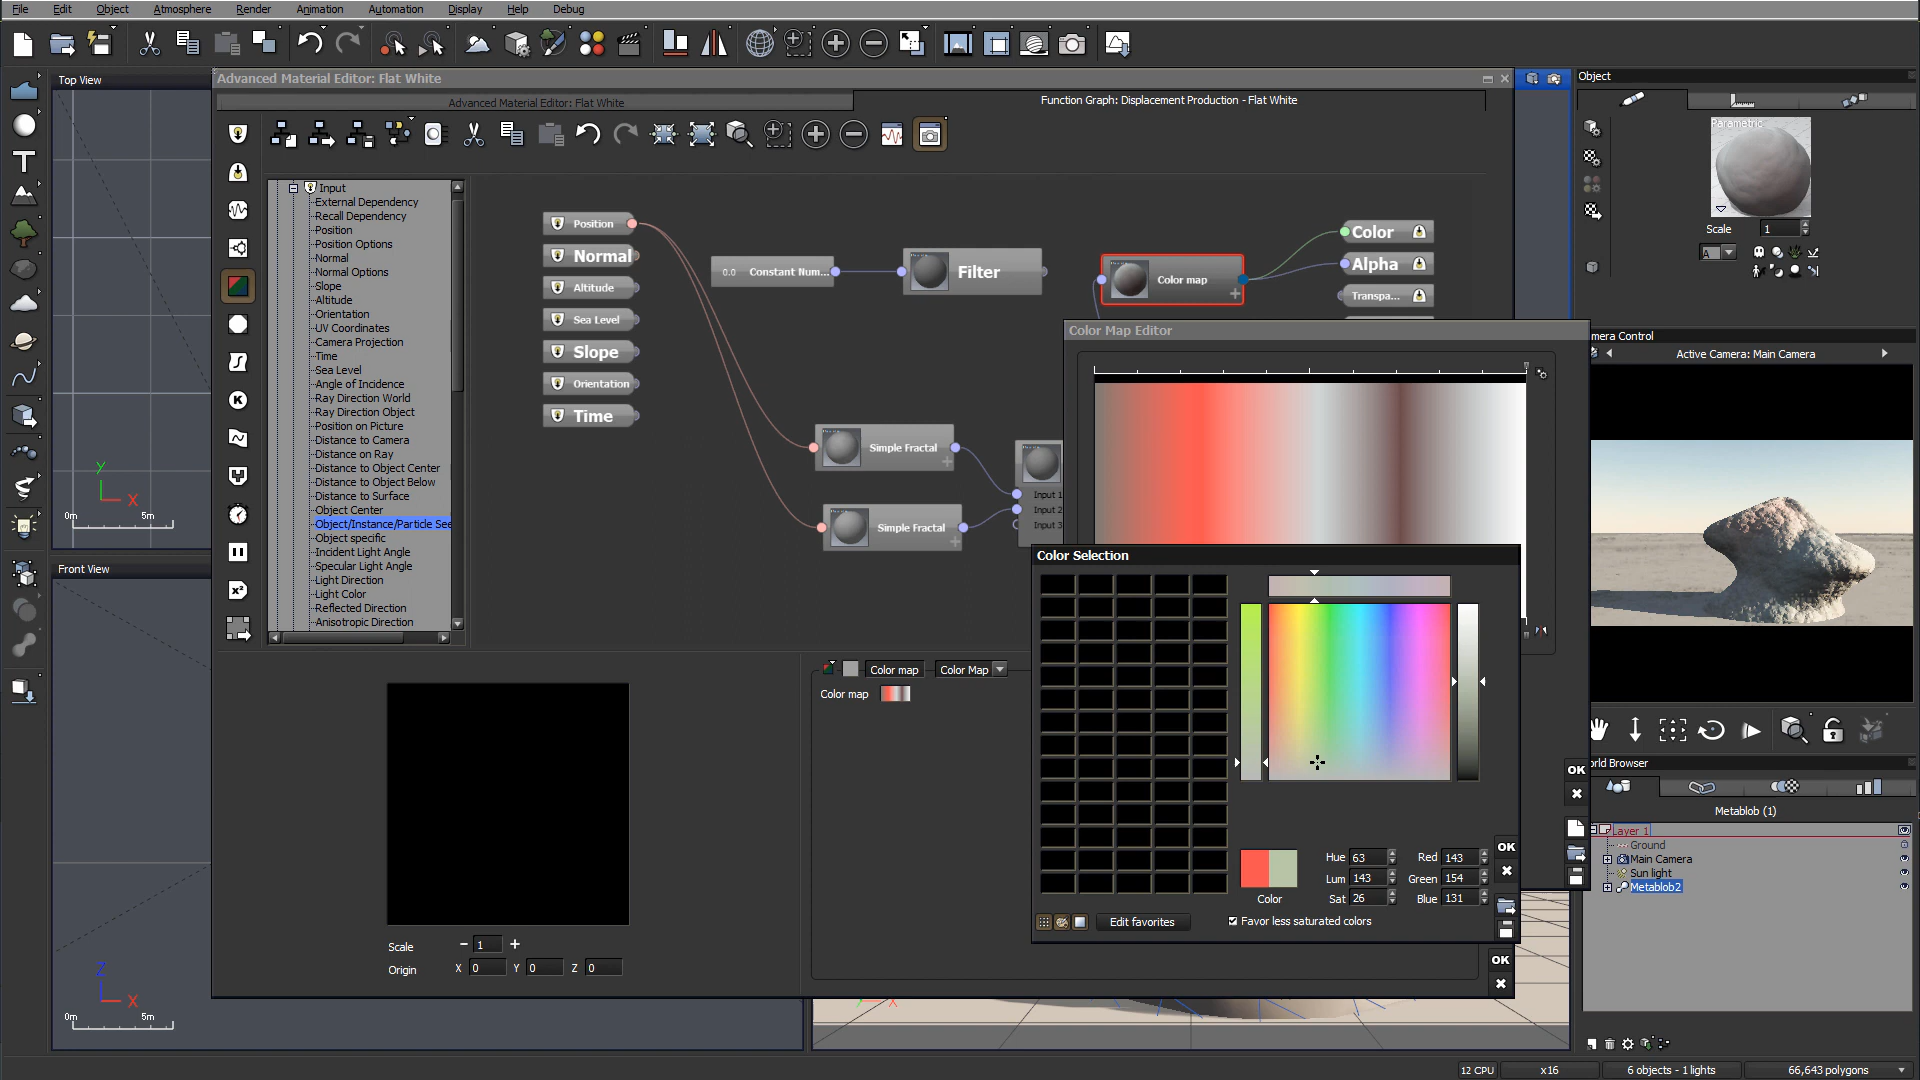 File Edit Object Atmosphere Render Animation Automation Display Help Debug
Top View
Advanced Material Editor: Flat White
Object
Advanced Material Editor: Flat White
Function Graph: Displacement Production - Flat White
Parametric
Scale 1
A
Input
External Dependency
Recall Dependency
Position
Position Options
Normal
Normal Options
Slope
Altitude
Orientation
UV Coordinates
Camera Projection
Time
Sea Level
Angle of Incidence
Ray Direction World
Ray Direction Object
Position on Picture
Distance to Camera
Distance on Ray
Distance to Object Center
Distance to Object Below
Distance to Surface
Object Center
Object/Instance/Particle See
Object specific
Incident Light Angle
Specular Light Angle
Light Direction
Light Color
Reflected Direction
Anisotropic Direction
Position
Normal
Altitude
Sea Level
Slope
Orientation
Time
0.0 Constant Num...
Filter
Color map
Color
Alpha
Transpa...
Simple Fractal
Simple Fractal
Input 1
Input 2
Input 3
Color Map Editor
mera Control
Active Camera: Main Camera
Y
X
0m 5m
Front View
Z
X
0m 5m
Color Selection
Color map Color Map
Color map
Scale 1
Origin X 0 Y 0 Z 0
Hue 63 Red 143
Lum 143 Green 154
Sat 26 Blue 131
Color
Edit favorites
Favor less saturated colors
OK
OK
OK
X
orld Browser
Metablob (1)
Layer 1
Ground
Main Camera
Sun light
Metablob2
12 CPU x16 6 objects - 1 lights 66,643 polygons